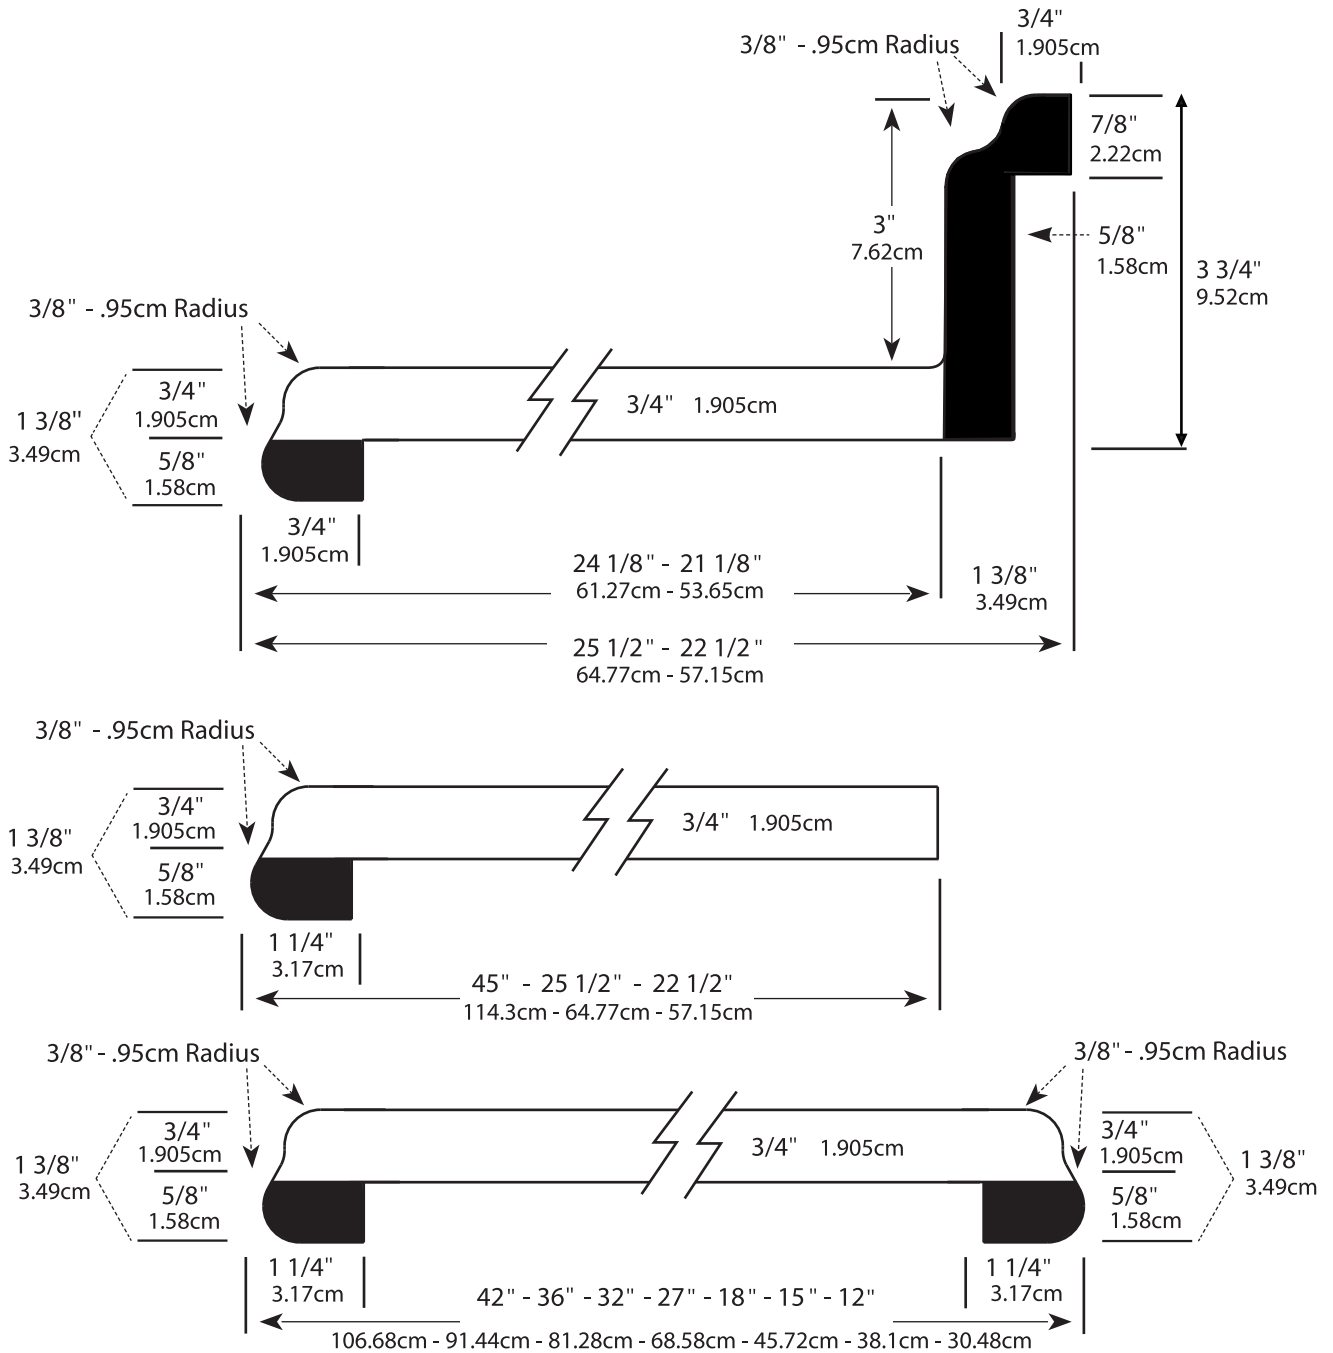 3/4"
1.905cm
3/8" - .95cm Radius
7/8"
2.22cm
3"
7.62cm
5/8"
1.58cm
3 3/4"
9.52cm
3/8" - .95cm Radius
3/4"
1.905cm
1 3/8"
3.49cm
5/8"
1.58cm
3/4" 1.905cm
3/4"
1.905cm
24 1/8" - 21 1/8"
61.27cm - 53.65cm
1 3/8"
3.49cm
25 1/2" - 22 1/2"
64.77cm - 57.15cm
3/8" - .95cm Radius
3/4"
1.905cm
1 3/8"
3.49cm
5/8"
1.58cm
3/4" 1.905cm
1 1/4"
3.17cm
45" - 25 1/2" - 22 1/2"
114.3cm - 64.77cm - 57.15cm
3/8" - .95cm Radius
3/8" - .95cm Radius
3/4"
1.905cm
1 3/8"
3.49cm
5/8"
1.58cm
3/4" 1.905cm
3/4"
1.905cm
1 3/8"
3.49cm
5/8"
1.58cm
1 1/4"
3.17cm
1 1/4"
3.17cm
42" - 36" - 32" - 27" - 18" - 15" - 12"
106.68cm - 91.44cm - 81.28cm - 68.58cm - 45.72cm - 38.1cm - 30.48cm